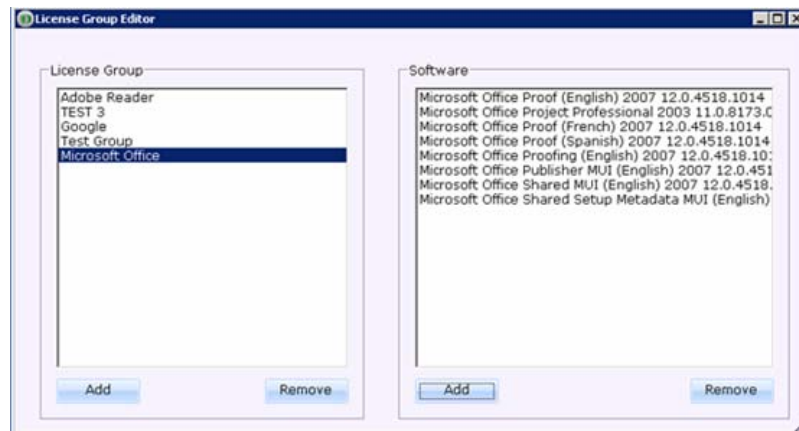 License Group Editor
License Group
Adobe Reader
TEST 3
Google
Test Group
Microsoft Office
Add
Remove
Software
Microsoft Office Proof (English) 2007 12.0.4518.1014
Microsoft Office Project Professional 2003 11.0.8173.0
Microsoft Office Proof (French) 2007 12.0.4518.1014
Microsoft Office Proof (Spanish) 2007 12.0.4518.1014
Microsoft Office Proofing (English) 2007 12.0.4518.10
Microsoft Office Publisher MUI (English) 2007 12.0.451
Microsoft Office Shared MUI (English) 2007 12.0.4518.
Microsoft Office Shared Setup Metadata MUI (English)
Add
Remove